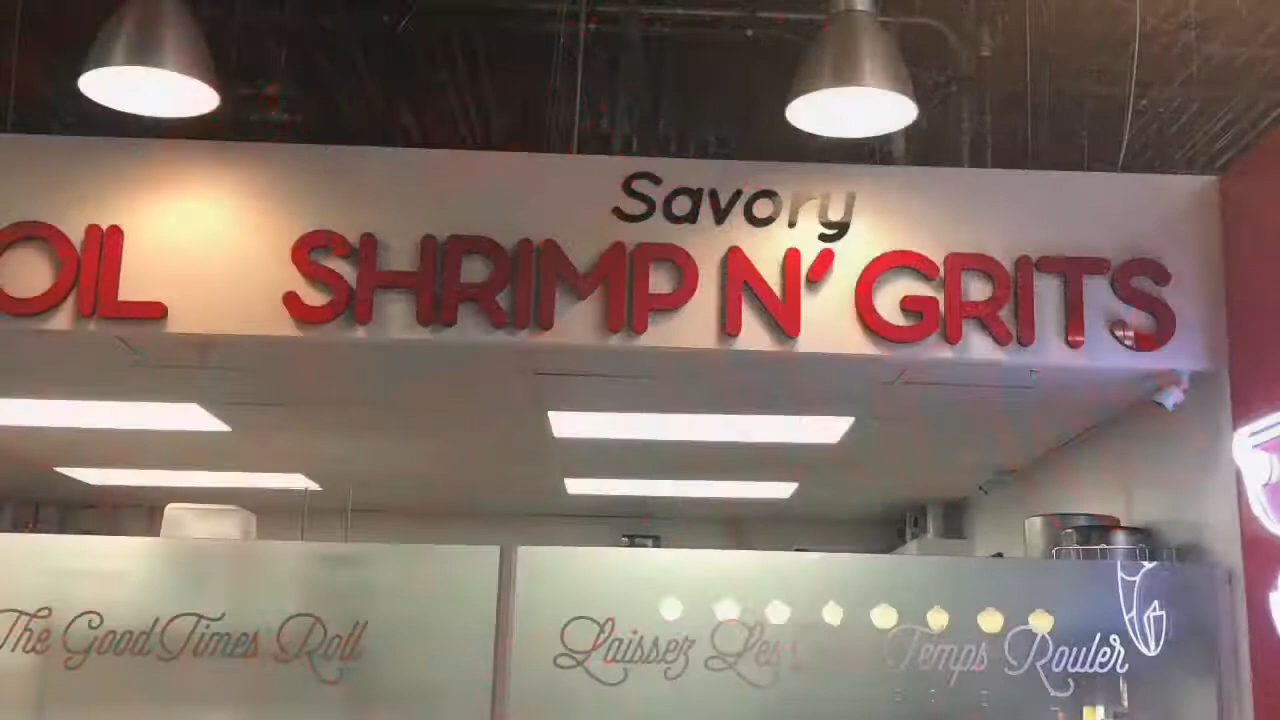 Savory
OIL SHRIMP N' GRITS
The Good Times Roll
Laissez Les Temps Rouler